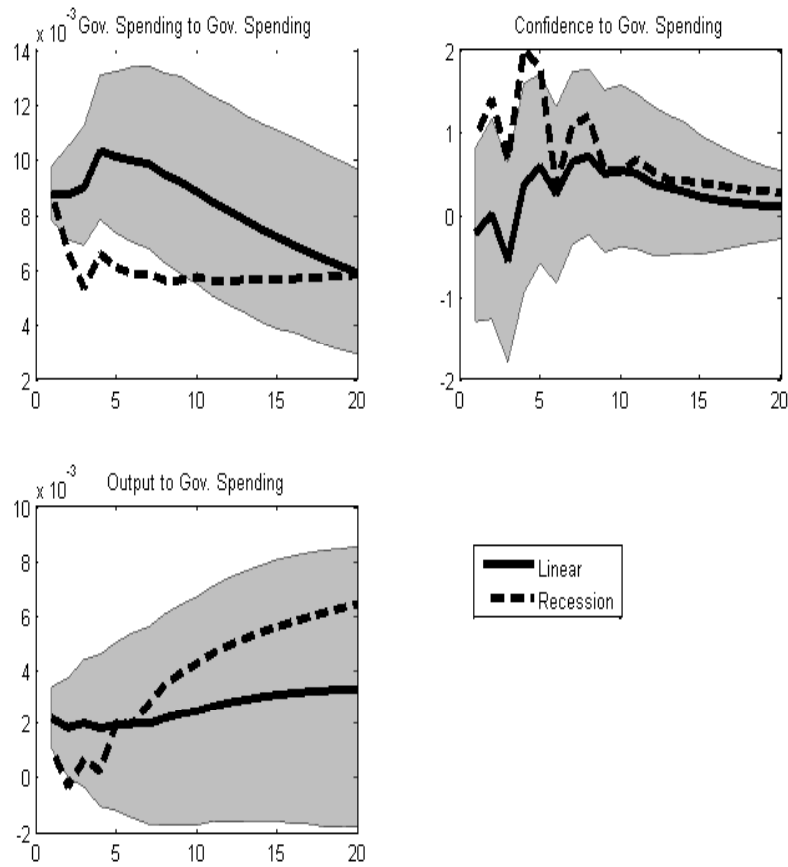 x 10^-3 Gov. Spending to Gov. Spending
14
12
10
8
6
4
2
0 5 10 15 20
Confidence to Gov. Spending
2
1
0
-1
-2
0 5 10 15 20
x 10^-3 Output to Gov. Spending
10
8
6
4
2
0
-2
0 5 10 15 20
Linear
Recession